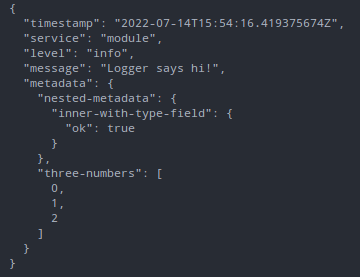 {
  "timestamp": "2022-07-14T15:54:16.419375674Z",
  "service": "module",
  "level": "info",
  "message": "Logger says hi!",
  "metadata": {
    "nested-metadata": {
      "inner-with-type-field": {
        "ok": true
      }
    },
    "three-numbers": [
      0,
      1,
      2
    ]
  }
}